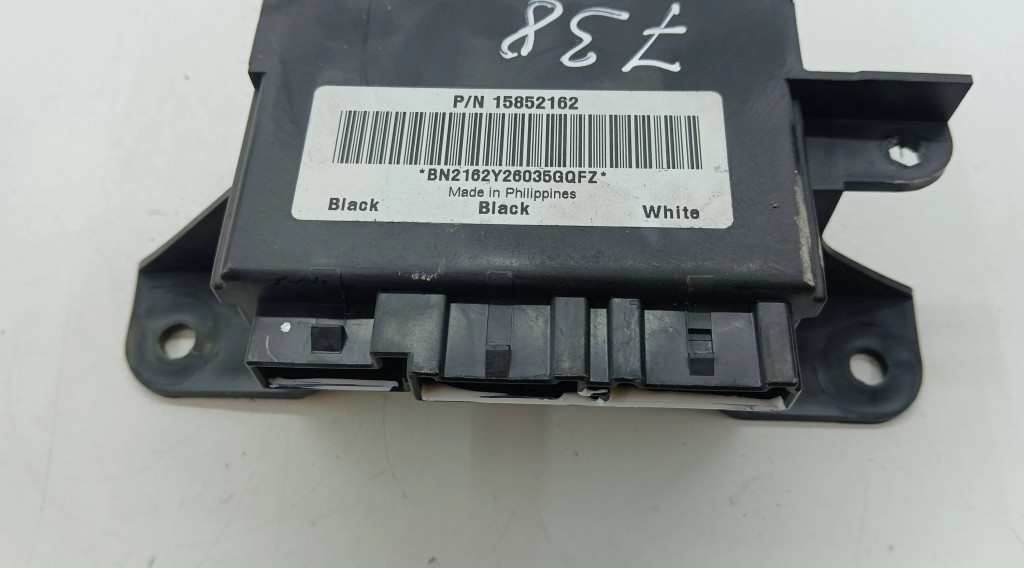 738
P/N 15852162
*BN2162Y26035GQFZ*
Made in Philippines
Black Black White